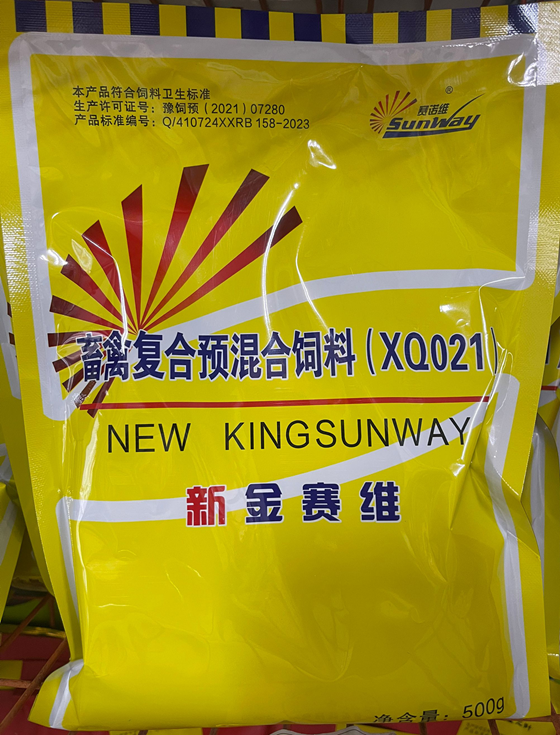 本产品符合饲料卫生标准
生产许可证号：豫饲预（2021）07280
产品标准编号：Q/410724XXRB 158-2023
®
赛诺维
SunWay
畜禽复合预混合饲料（XQ021）
NEW KINGSUNWAY
新金赛维
净含量：500g